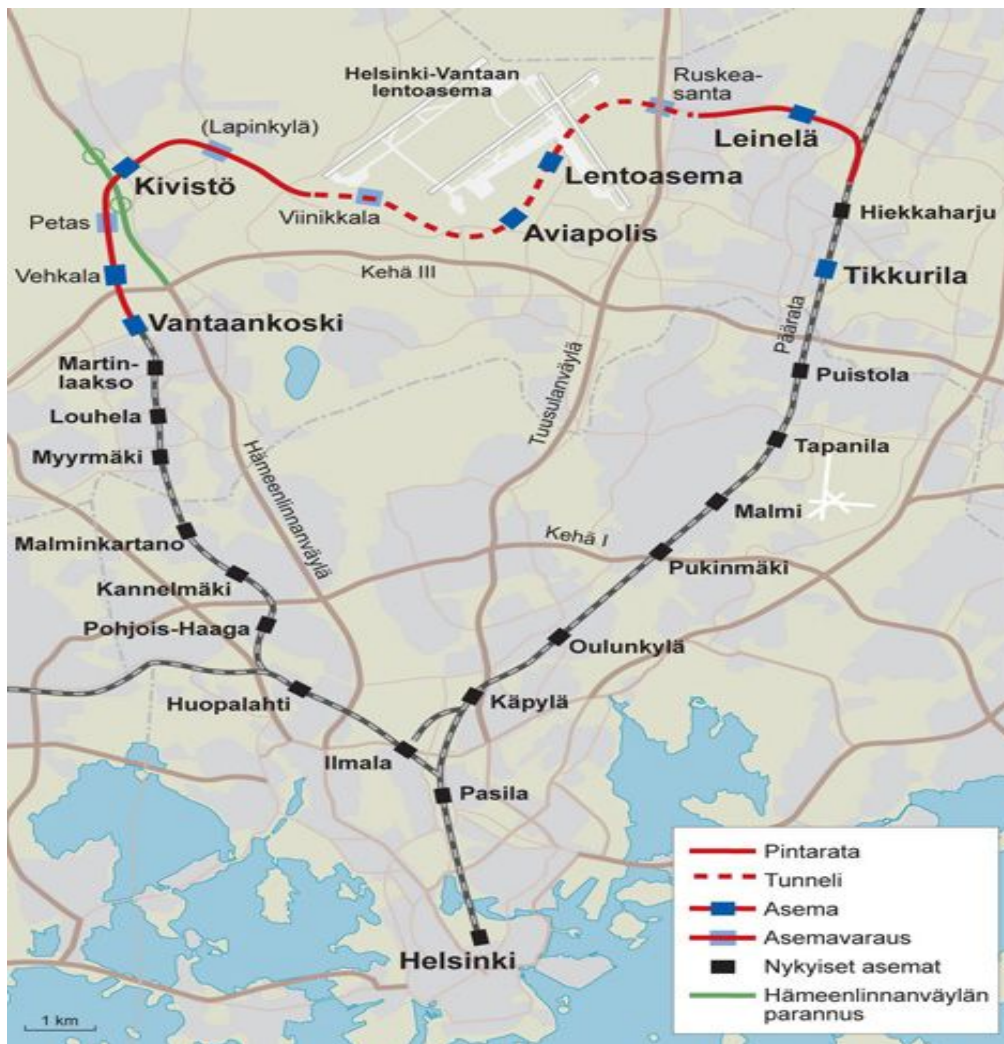 Helsinki-Vantaan
lentoasema
Ruskea-
santa
(Lapinkylä)
Leinelä
Kivistö
Lentoasema
Viinikkala
Petas
Aviapolis
Hiekkaharju
Vehkala
Kehä III
Tikkurila
Vantaankoski
Päärata
Martin-
laakso
Puistola
Louhela
Tuusulanväylä
Myyrmäki
Hämeenlinnanväylä
Tapanila
Malmi
Malminkartano
Kehä I
Kannelmäki
Pukinmäki
Pohjois-Haaga
Oulunkylä
Huopalahti
Käpylä
Ilmala
Pasila
Helsinki
Pintarata
Tunneli
Asema
Asemavaraus
Nykyiset asemat
Hämeenlinnanväylän
parannus
1 km